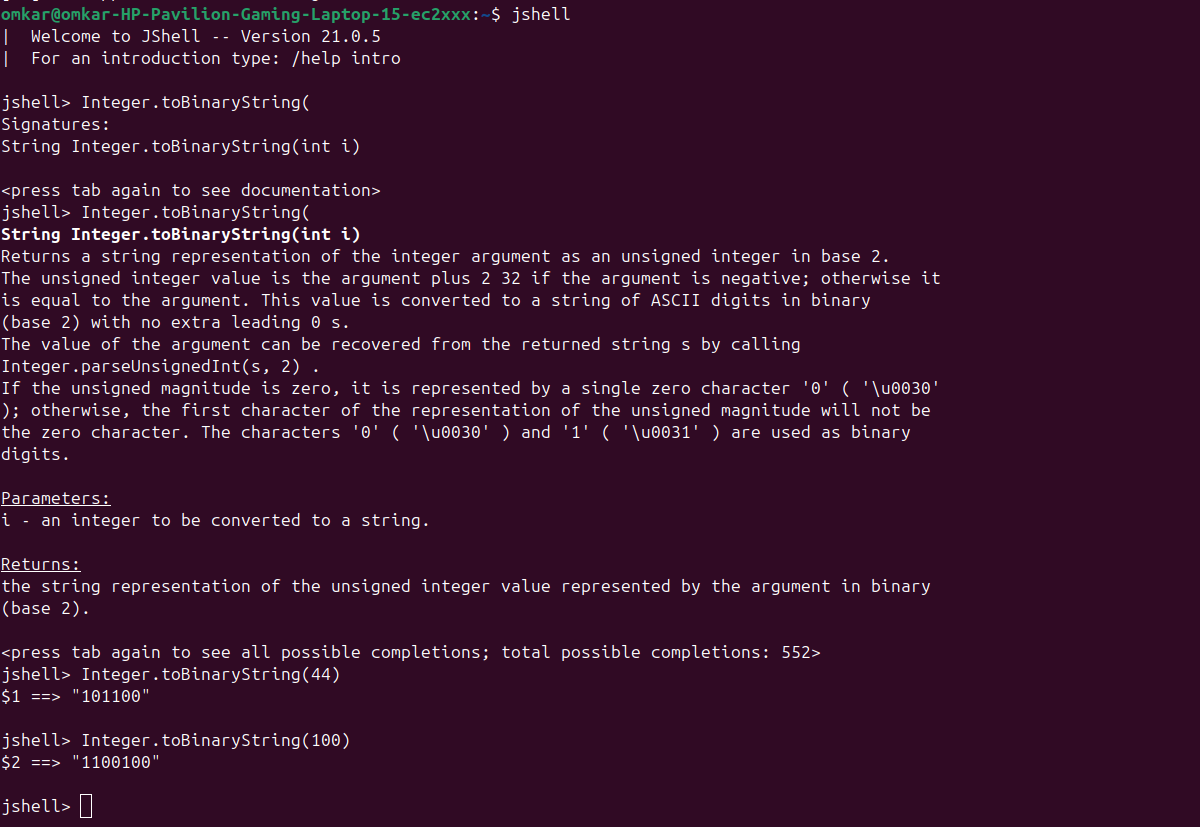 omkar@omkar-HP-Pavilion-Gaming-Laptop-15-ec2xxx:~$ jshell
|  Welcome to JShell -- Version 21.0.5
|  For an introduction type: /help intro
jshell> Integer.toBinaryString(
Signatures:
String Integer.toBinaryString(int i)
<press tab again to see documentation>
jshell> Integer.toBinaryString(
String Integer.toBinaryString(int i)
Returns a string representation of the integer argument as an unsigned integer in base 2.
The unsigned integer value is the argument plus 2 32 if the argument is negative; otherwise it
is equal to the argument. This value is converted to a string of ASCII digits in binary
(base 2) with no extra leading 0 s.
The value of the argument can be recovered from the returned string s by calling
Integer.parseUnsignedInt(s, 2) .
If the unsigned magnitude is zero, it is represented by a single zero character '0' ( '\u0030'
); otherwise, the first character of the representation of the unsigned magnitude will not be
the zero character. The characters '0' ( '\u0030' ) and '1' ( '\u0031' ) are used as binary
digits.
Parameters:
i - an integer to be converted to a string.
Returns:
the string representation of the unsigned integer value represented by the argument in binary
(base 2).
<press tab again to see all possible completions; total possible completions: 552>
jshell> Integer.toBinaryString(44)
$1 ==> "101100"
jshell> Integer.toBinaryString(100)
$2 ==> "1100100"
jshell>